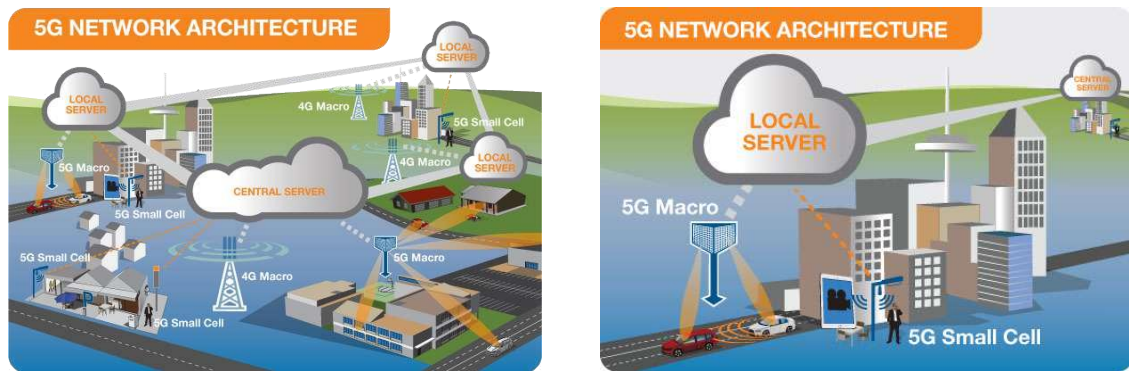 5G NETWORK ARCHITECTURE
LOCAL
SERVER
LOCAL
SERVER
4G Macro
5G Small Cell
5G Macro
4G Macro
LOCAL
SERVER
CENTRAL SERVER
5G Small Cell
5G Small Cell
4G Macro
5G Macro
5G Small Cell
5G NETWORK ARCHITECTURE
CENTRAL
SERVER
LOCAL
SERVER
5G Macro
5G Small Cell